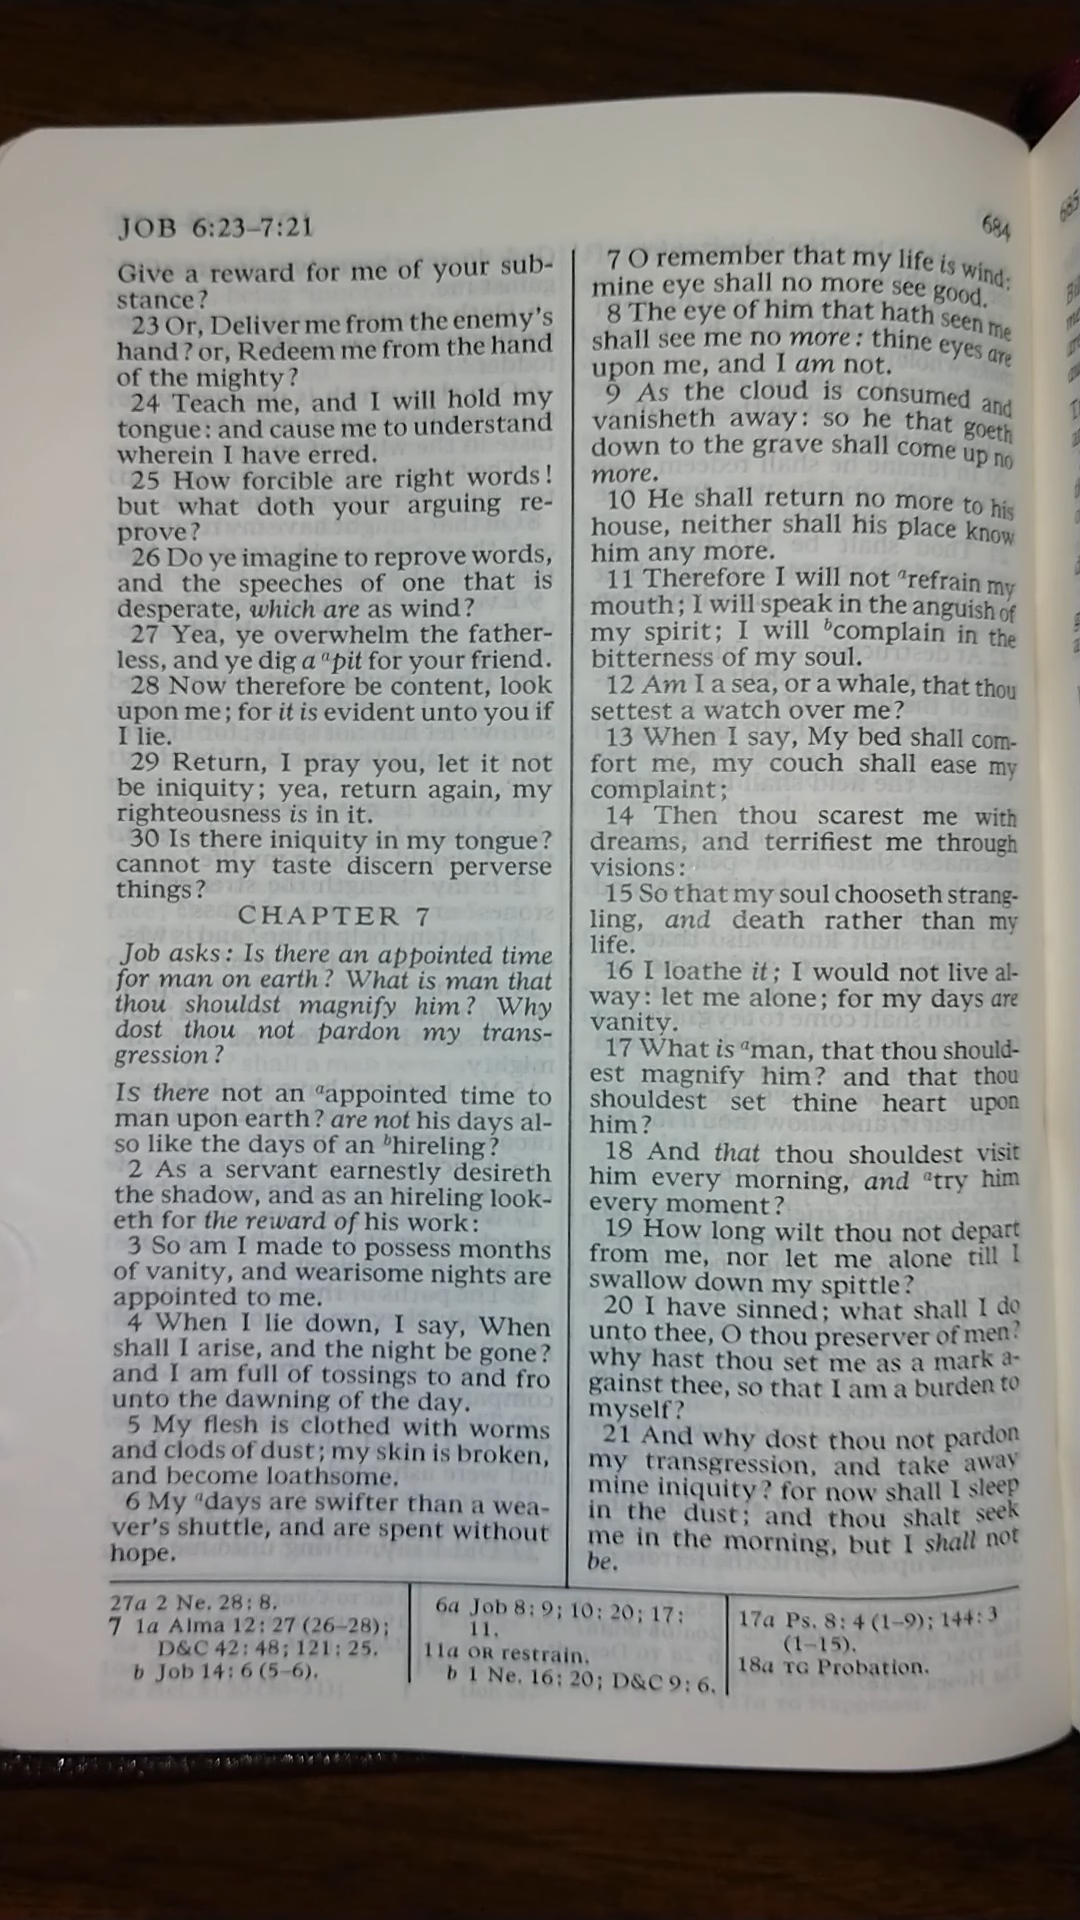 JOB 6:23–7:21
684
Give a reward for me of your sub-
stance?
23 Or, Deliver me from the enemy's
hand? or, Redeem me from the hand
of the mighty?
24 Teach me, and I will hold my
tongue: and cause me to understand
wherein I have erred.
25 How forcible are right words!
but what doth your arguing re-
prove?
26 Do ye imagine to reprove words,
and the speeches of one that is
desperate, which are as wind?
27 Yea, ye overwhelm the father-
less, and ye dig a ᵃpit for your friend.
28 Now therefore be content, look
upon me; for it is evident unto you if
I lie.
29 Return, I pray you, let it not
be iniquity; yea, return again, my
righteousness is in it.
30 Is there iniquity in my tongue?
cannot my taste discern perverse
things?
CHAPTER 7
Job asks: Is there an appointed time
for man on earth? What is man that
thou shouldst magnify him? Why
dost thou not pardon my trans-
gression?
Is there not an ᵃappointed time to
man upon earth? are not his days al-
so like the days of an ᵇhireling?
2 As a servant earnestly desireth
the shadow, and as an hireling look-
eth for the reward of his work:
3 So am I made to possess months
of vanity, and wearisome nights are
appointed to me.
4 When I lie down, I say, When
shall I arise, and the night be gone?
and I am full of tossings to and fro
unto the dawning of the day.
5 My flesh is clothed with worms
and clods of dust; my skin is broken,
and become loathsome.
6 My ᵃdays are swifter than a wea-
ver's shuttle, and are spent without
hope.
7 O remember that my life is wind:
mine eye shall no more see good.
8 The eye of him that hath seen me
shall see me no more: thine eyes are
upon me, and I am not.
9 As the cloud is consumed and
vanisheth away: so he that goeth
down to the grave shall come up no
more.
10 He shall return no more to his
house, neither shall his place know
him any more.
11 Therefore I will not ᵃrefrain my
mouth; I will speak in the anguish of
my spirit; I will ᵇcomplain in the
bitterness of my soul.
12 Am I a sea, or a whale, that thou
settest a watch over me?
13 When I say, My bed shall com-
fort me, my couch shall ease my
complaint;
14 Then thou scarest me with
dreams, and terrifiest me through
visions:
15 So that my soul chooseth strang-
ling, and death rather than my
life.
16 I loathe it; I would not live al-
way: let me alone; for my days are
vanity.
17 What is ᵃman, that thou should-
est magnify him? and that thou
shouldest set thine heart upon
him?
18 And that thou shouldest visit
him every morning, and ᵃtry him
every moment?
19 How long wilt thou not depart
from me, nor let me alone till I
swallow down my spittle?
20 I have sinned; what shall I do
unto thee, O thou preserver of men?
why hast thou set me as a mark a-
gainst thee, so that I am a burden to
myself?
21 And why dost thou not pardon
my transgression, and take away
mine iniquity? for now shall I sleep
in the dust; and thou shalt seek
me in the morning, but I shall not
be.
27a 2 Ne. 28:8.
7 1a Alma 12:27 (26–28);
D&C 42:48; 121:25.
b Job 14:6 (5–6).
6a Job 8:9; 10:20; 17:
11.
11a OR restrain.
b 1 Ne. 16:20; D&C 9:6.
17a Ps. 8:4 (1–9); 144:3
(1–15).
18a TG Probation.
685